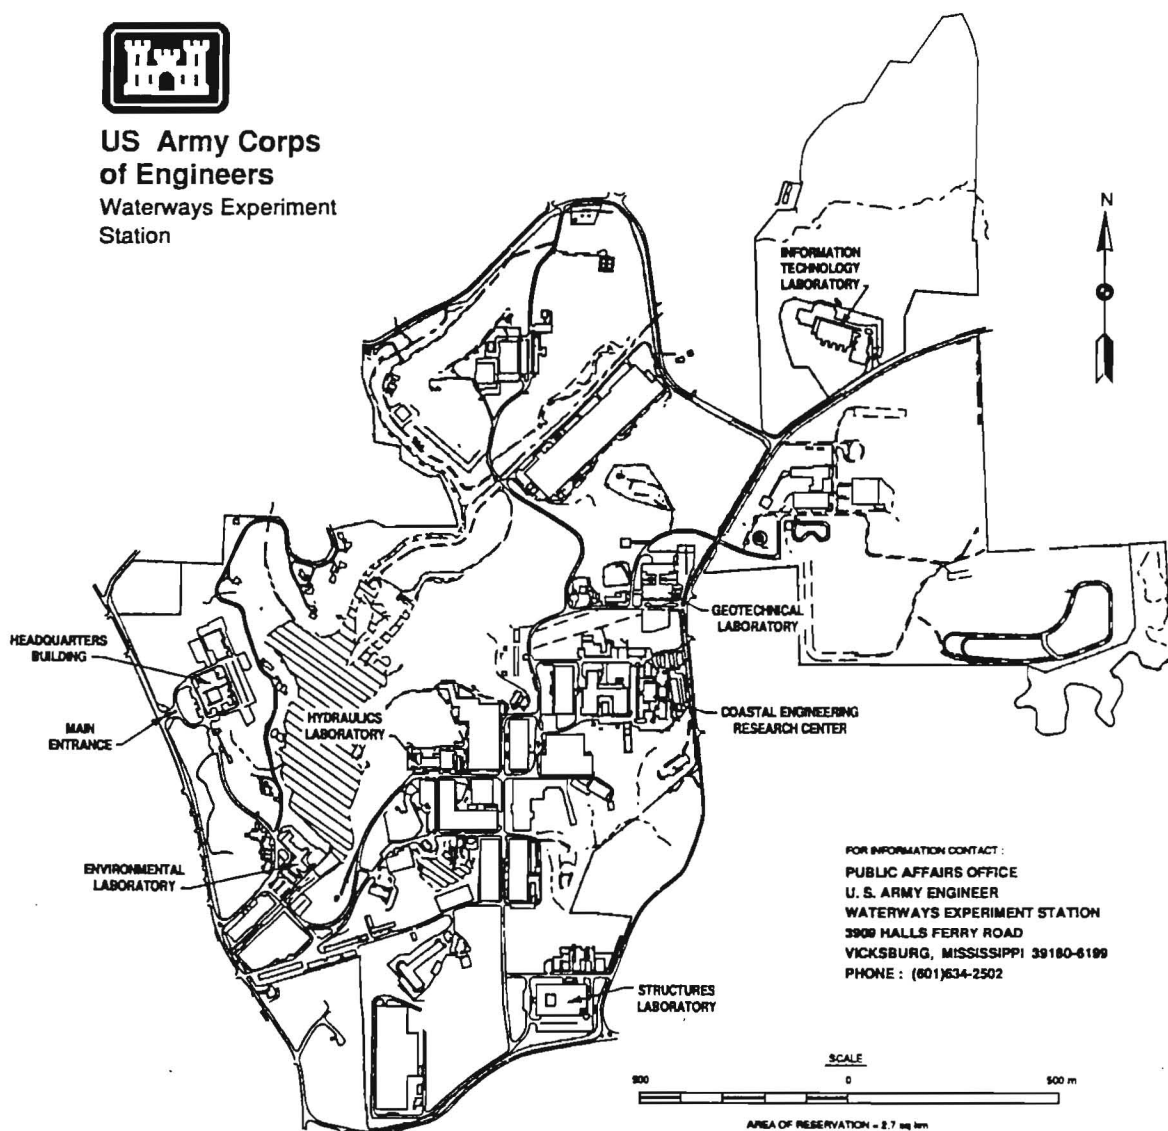 US Army Corps
of Engineers
Waterways Experiment
Station
N
INFORMATION
TECHNOLOGY
LABORATORY
GEOTECHNICAL
LABORATORY
HEADQUARTERS
BUILDING
MAIN
ENTRANCE
HYDRAULICS
LABORATORY
COASTAL ENGINEERING
RESEARCH CENTER
ENVIRONMENTAL
LABORATORY
STRUCTURES
LABORATORY
FOR INFORMATION CONTACT :
PUBLIC AFFAIRS OFFICE
U. S. ARMY ENGINEER
WATERWAYS EXPERIMENT STATION
3909 HALLS FERRY ROAD
VICKSBURG, MISSISSIPPI 39180-6199
PHONE : (601)634-2502
SCALE
500 0 500 m
AREA OF RESERVATION = 2.7 sq km